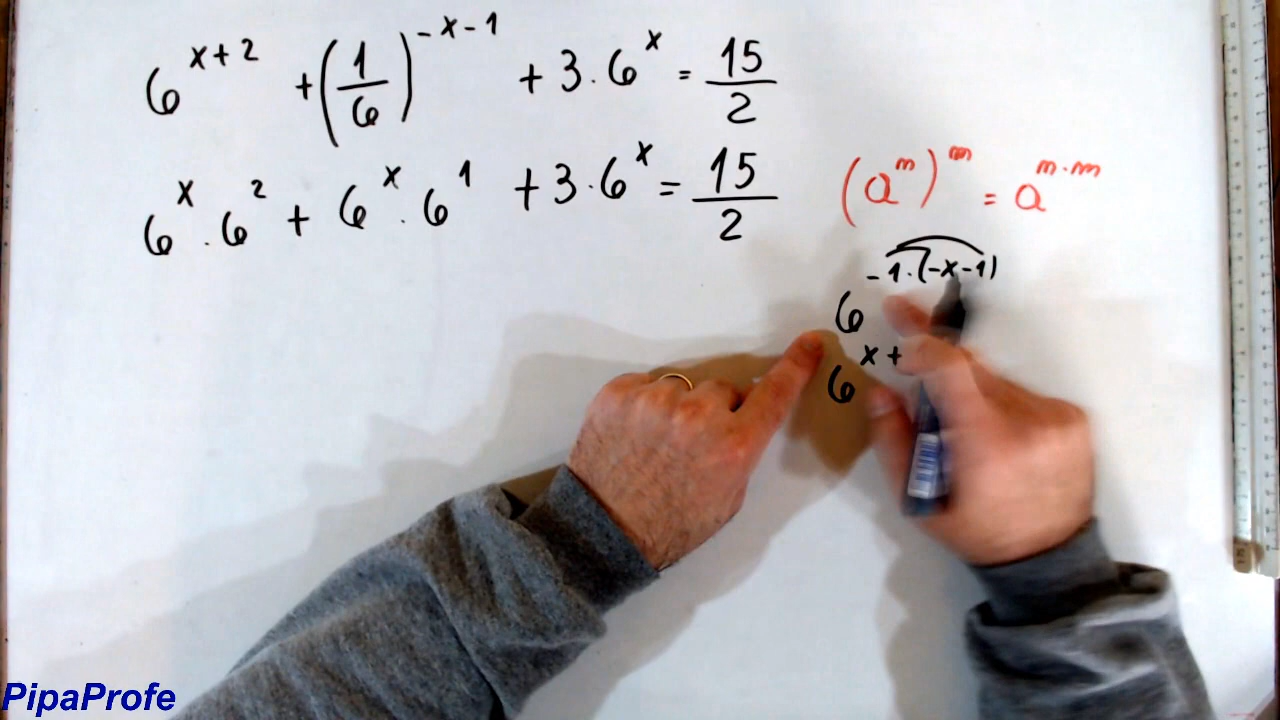 6^(x+2) + (1/6)^(-x-1) + 3·6^x = 15/2
6^x · 6^2 + 6^x · 6^1 + 3·6^x = 15/2
(a^m)^m = a^(m·m)
6^(-1·(-x-1))
6^(x+
PipaProfe